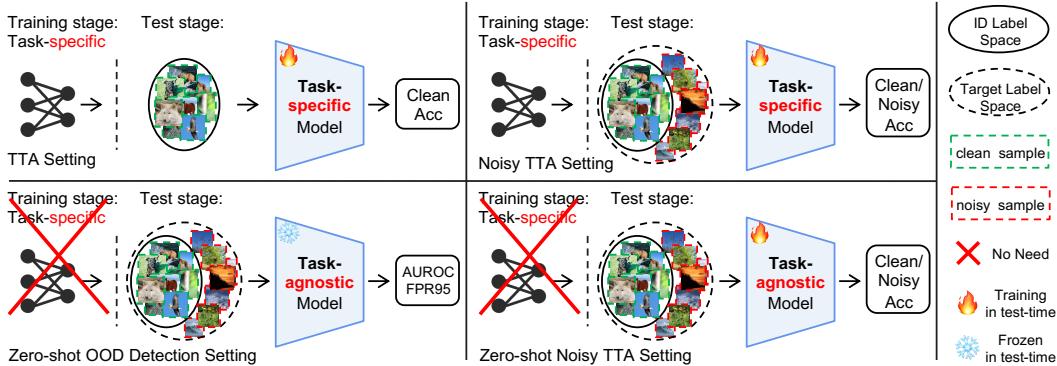 Training stage:
Task-specific
Test stage:
Task-
specific
Model
Clean
Acc
TTA Setting
Training stage:
Task-specific
Test stage:
Task-
specific
Model
Clean/
Noisy
Acc
Noisy TTA Setting
Training stage:
Task-specific
Test stage:
Task-
agnostic
Model
AUROC
FPR95
Zero-shot OOD Detection Setting
Training stage:
Task-specific
Test stage:
Task-
agnostic
Model
Clean/
Noisy
Acc
Zero-shot Noisy TTA Setting
ID Label
Space
Target Label
Space
clean sample
noisy sample
No Need
Training
in test-time
Frozen
in test-time